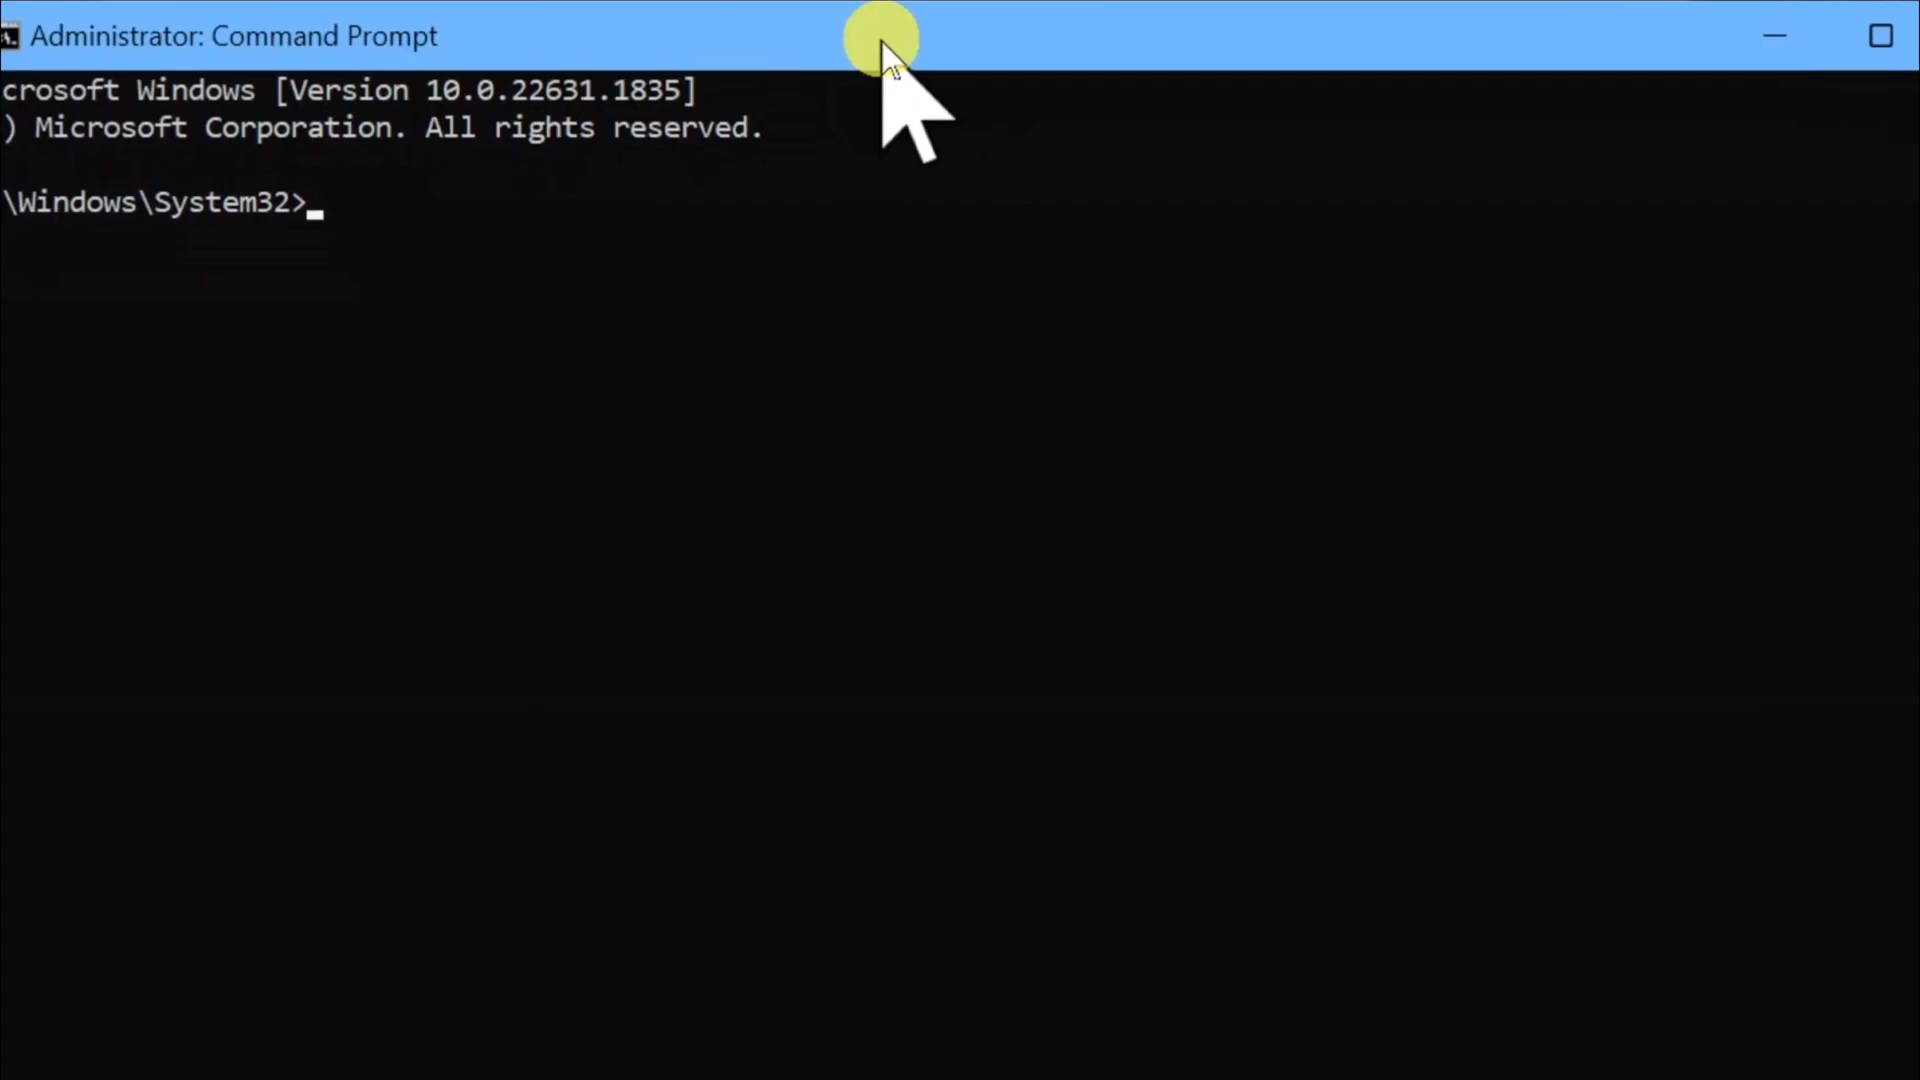 Administrator: Command Prompt
crosoft Windows [Version 10.0.22631.1835]
) Microsoft Corporation. All rights reserved.
\Windows\System32>